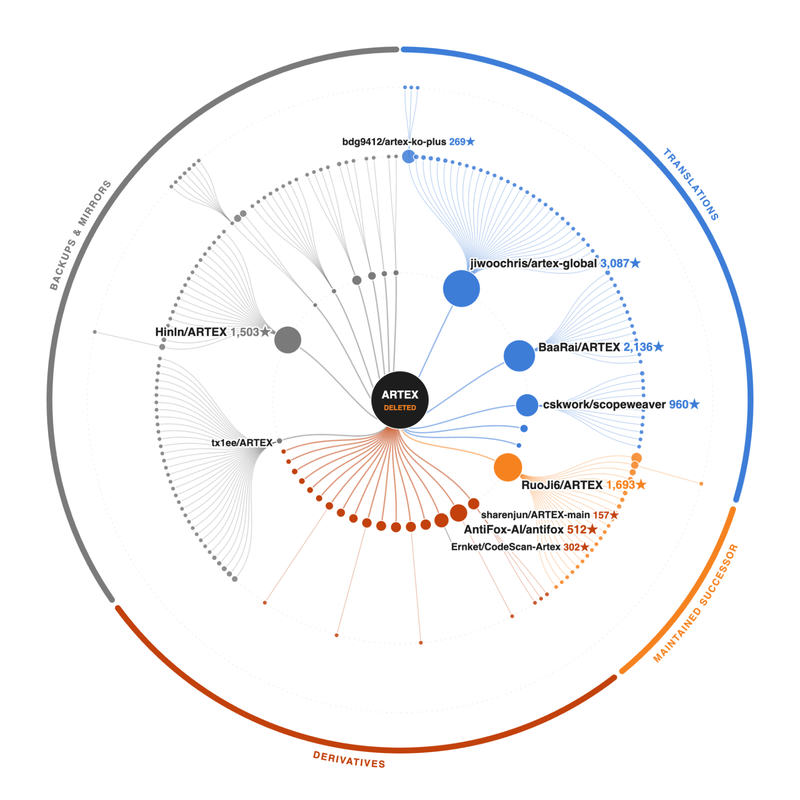 bdg9412/artex-ko-plus 269★
TRANSLATIONS
BACKUPS & MIRRORS
jiwoochris/artex-global 3,087★
HinIn/ARTEX 1,503★
BaaRai/ARTEX 2,136★
ARTEX
DELETED
cskwork/scopeweaver 960★
tx1ee/ARTEX
RuoJi6/ARTEX 1,693★
sharenjun/ARTEX-main 157★
AntiFox-AI/antifox 512★
Ernket/CodeScan-Artex 302★
MAINTAINED SUCCESSOR
DERIVATIVES